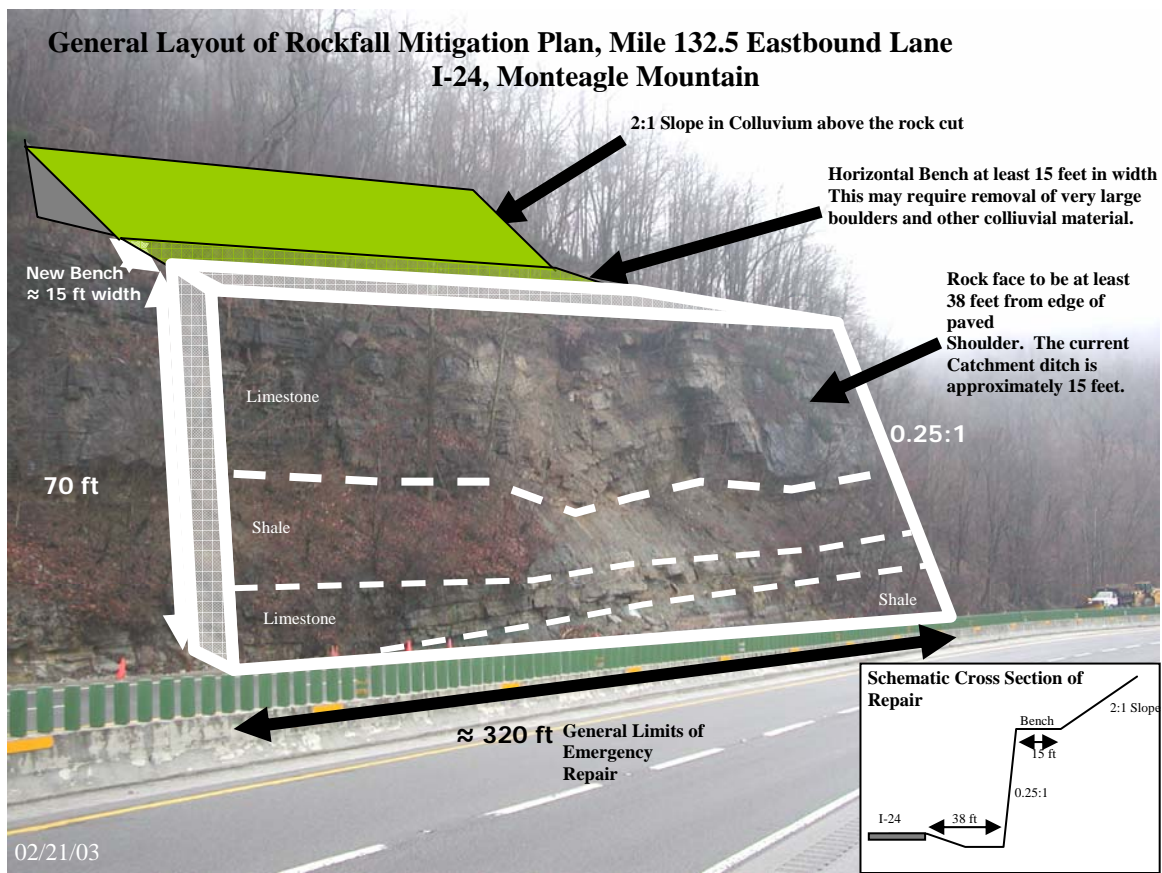 General Layout of Rockfall Mitigation Plan, Mile 132.5 Eastbound Lane
I-24, Monteagle Mountain
2:1 Slope in Colluvium above the rock cut
Horizontal Bench at least 15 feet in width
This may require removal of very large
boulders and other colliuvial material.
New Bench
≈ 15 ft width
Rock face to be at least
38 feet from edge of
paved
Shoulder. The current
Catchment ditch is
approximately 15 feet.
Limestone
0.25:1
70 ft
Shale
Limestone
Shale
≈ 320 ft
General Limits of
Emergency
Repair
Schematic Cross Section of
Repair
2:1 Slope
Bench
15 ft
0.25:1
I-24
38 ft
02/21/03